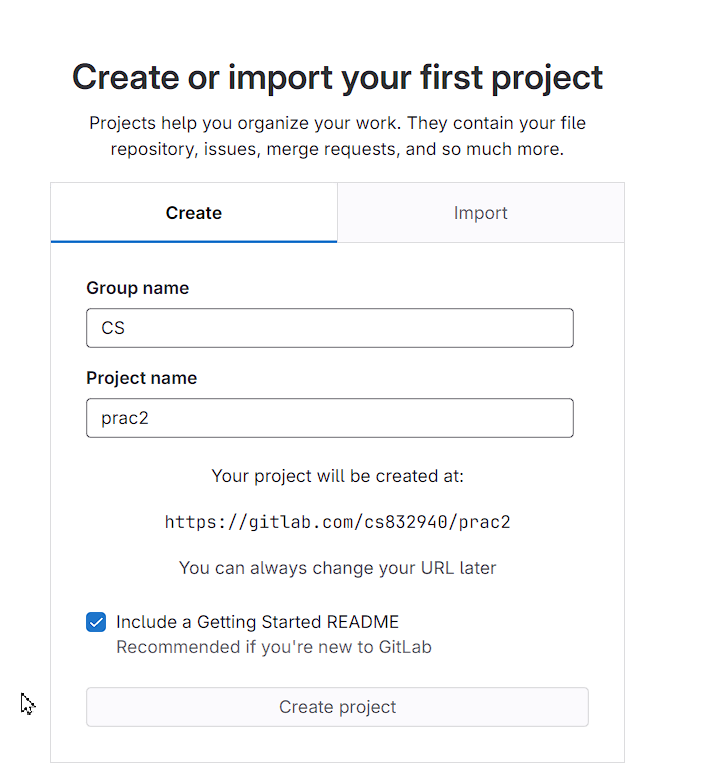 Create or import your first project
Projects help you organize your work. They contain your file
repository, issues, merge requests, and so much more.
Create
Import
Group name
CS
Project name
prac2
Your project will be created at:
https://gitlab.com/cs832940/prac2
You can always change your URL later
Include a Getting Started README
Recommended if you're new to GitLab
Create project